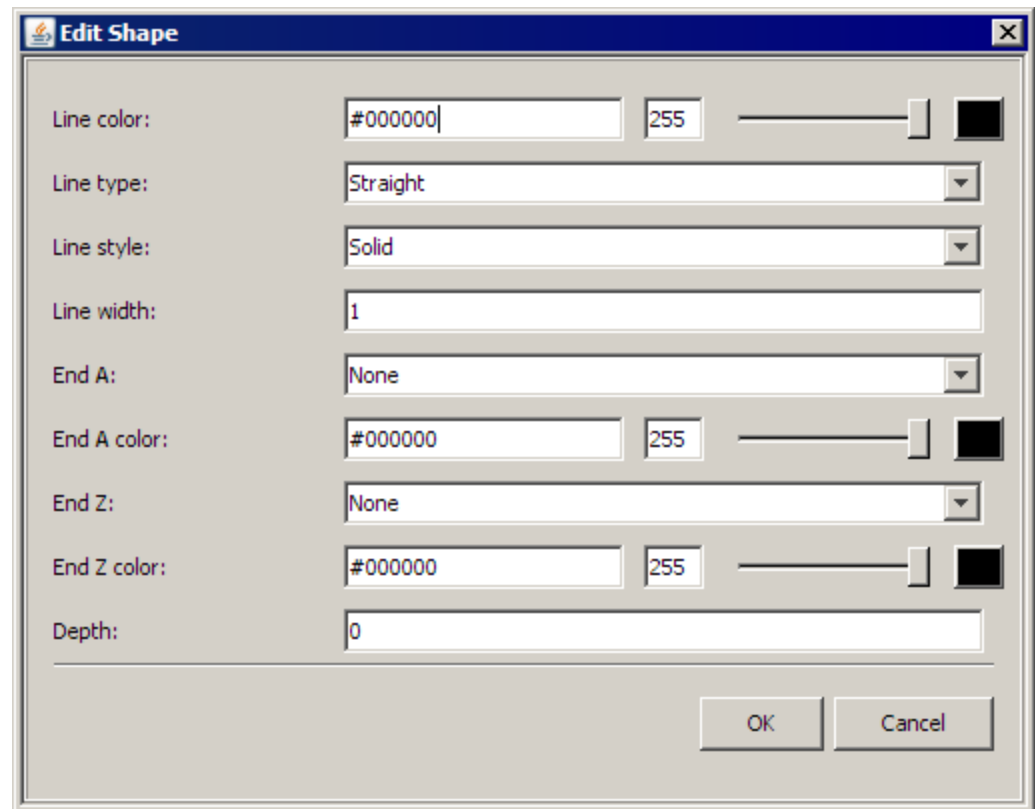 Edit Shape
Line color: #000000 255
Line type: Straight
Line style: Solid
Line width: 1
End A: None
End A color: #000000 255
End Z: None
End Z color: #000000 255
Depth: 0
OK Cancel